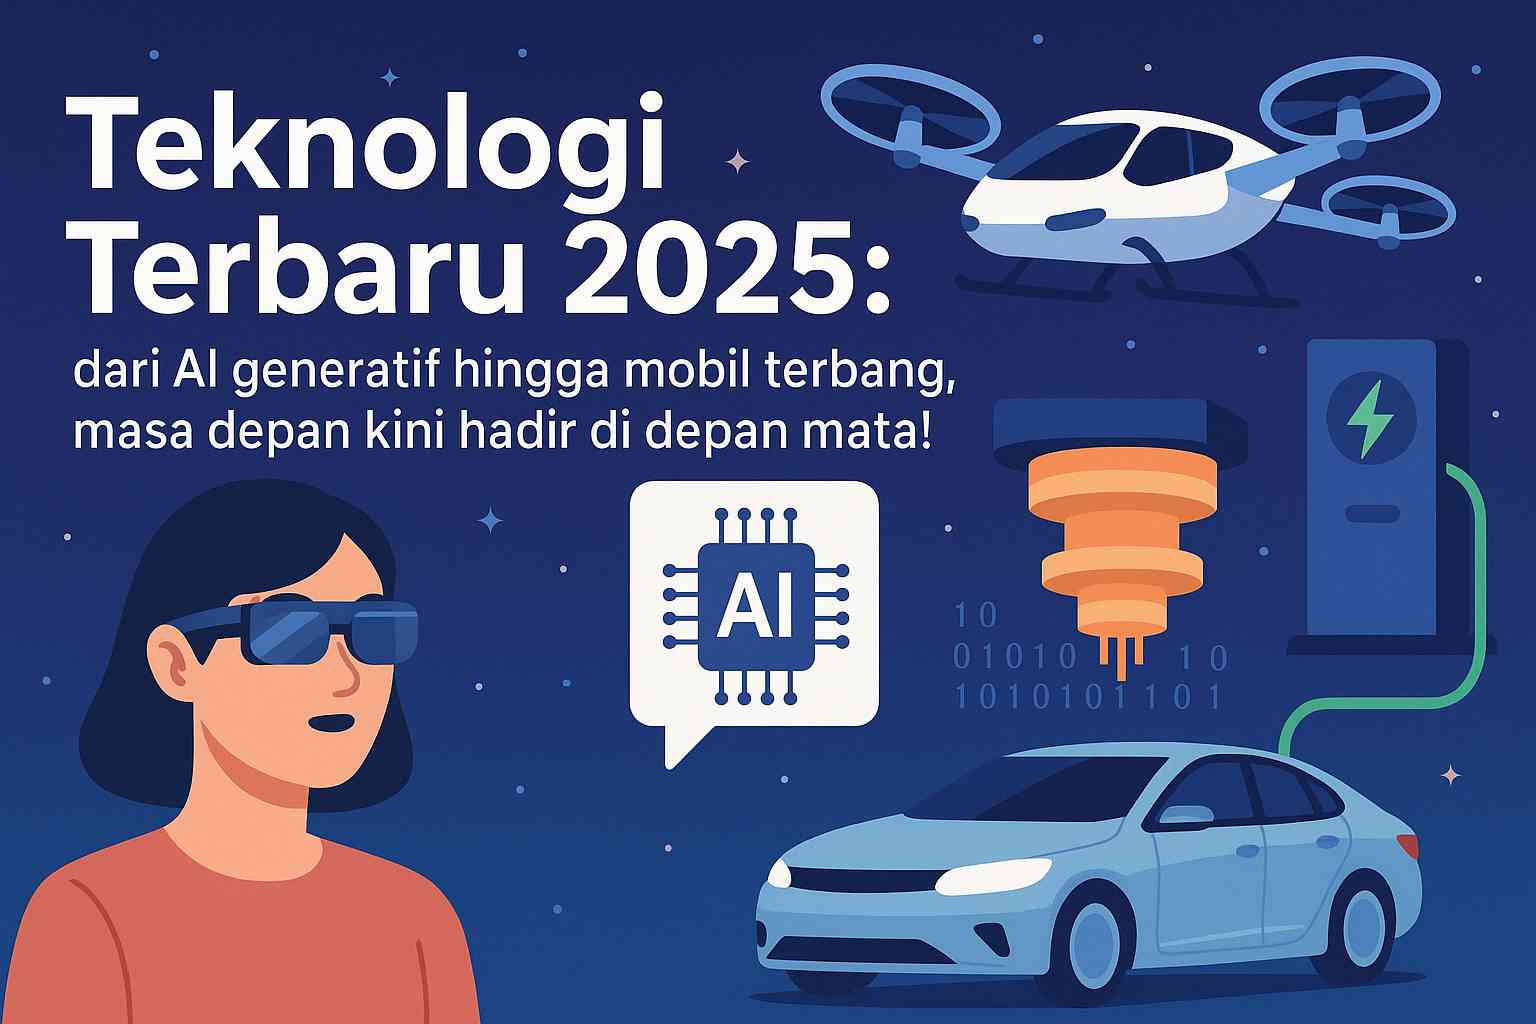 Teknologi
Terbaru 2025:
dari AI generatif hingga mobil terbang,
masa depan kini hadir di depan mata!
AI
10
01010 10
1010101101